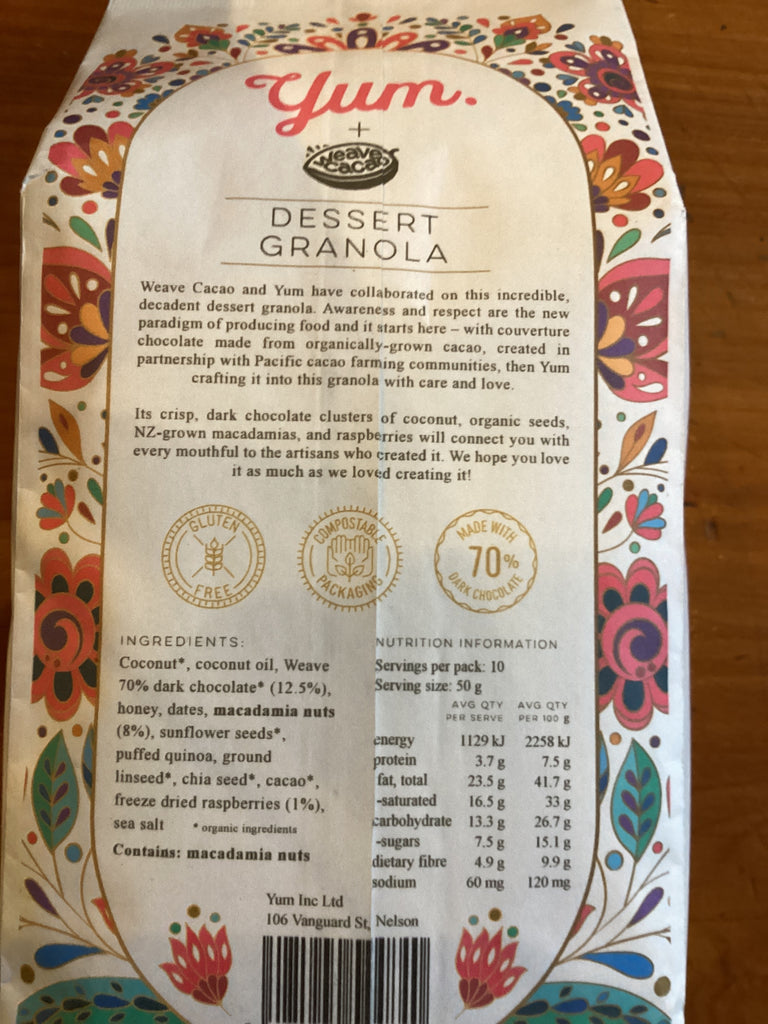 Yum.
+
Weave
Cacao
DESSERT
GRANOLA
Weave Cacao and Yum have collaborated on this incredible,
decadent dessert granola. Awareness and respect are the new
paradigm of producing food and it starts here – with couverture
chocolate made from organically-grown cacao, created in
partnership with Pacific cacao farming communities, then Yum
crafting it into this granola with care and love.
Its crisp, dark chocolate clusters of coconut, organic seeds,
NZ-grown macadamias, and raspberries will connect you with
every mouthful to the artisans who created it. We hope you love
it as much as we loved creating it!
GLUTEN
FREE
COMPOSTABLE
PACKAGING
MADE WITH
70%
DARK CHOCOLATE
INGREDIENTS:
Coconut*, coconut oil, Weave
70% dark chocolate* (12.5%),
honey, dates, macadamia nuts
(8%), sunflower seeds*,
puffed quinoa, ground
linseed*, chia seed*, cacao*,
freeze dried raspberries (1%),
sea salt * organic ingredients
Contains: macadamia nuts
NUTRITION INFORMATION
Servings per pack: 10
Serving size: 50 g
AVG QTY AVG QTY
PER SERVE PER 100 g
energy 1129 kJ 2258 kJ
protein 3.7 g 7.5 g
fat, total 23.5 g 41.7 g
-saturated 16.5 g 33 g
carbohydrate 13.3 g 26.7 g
-sugars 7.5 g 15.1 g
dietary fibre 4.9 g 9.9 g
sodium 60 mg 120 mg
Yum Inc Ltd
106 Vanguard St, Nelson